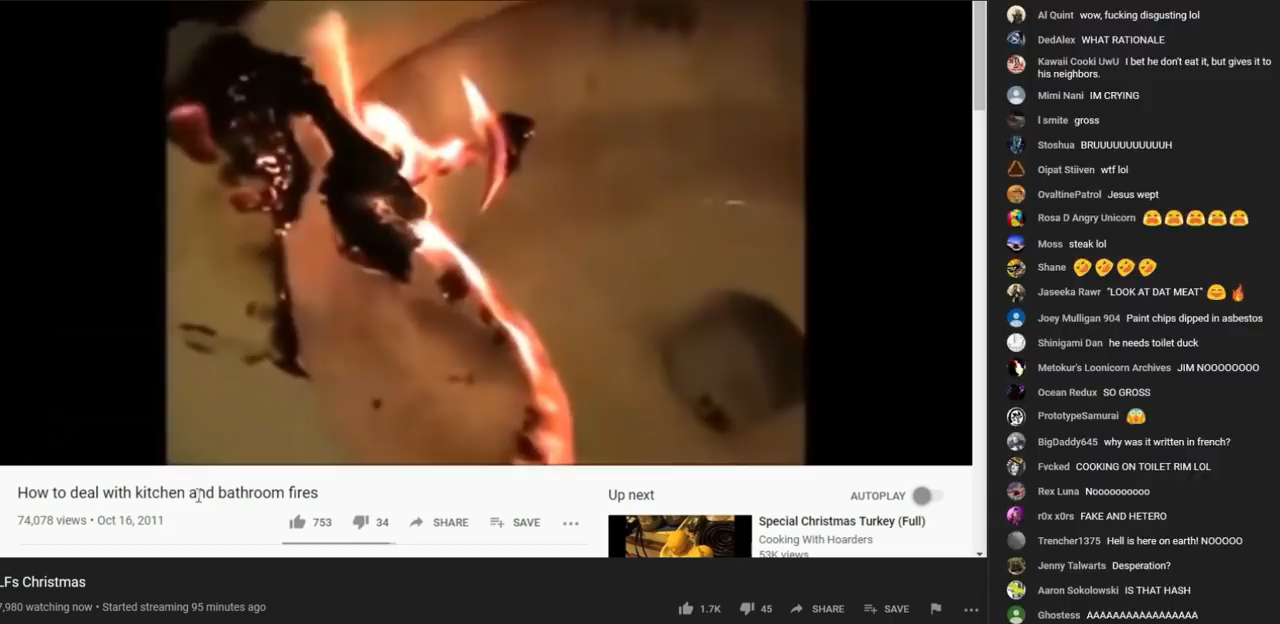 How to deal with kitchen and bathroom fires
74,078 views • Oct 16, 2011
753
34
SHARE
SAVE
Up next
AUTOPLAY
Special Christmas Turkey (Full)
Cooking With Hoarders
53K views
LFs Christmas
7,980 watching now • Started streaming 95 minutes ago
1.7K
45
SHARE
SAVE
Al Quint wow, fucking disgusting lol
DedAlex WHAT RATIONALE
Kawaii Cooki UwU I bet he don't eat it, but gives it to
his neighbors.
Mimi Nani IM CRYING
I smite gross
Stoshua BRUUUUUUUUUUUH
Oipat Stiiven wtf lol
OvaltinePatrol Jesus wept
Rosa D Angry Unicorn 😫😫😫😫😫
Moss steak lol
Shane 🤣🤣🤣🤣
Jaseeka Rawr "LOOK AT DAT MEAT" 😄🔥
Joey Mulligan 904 Paint chips dipped in asbestos
Shinigami Dan he needs toilet duck
Metokur's Loonicorn Archives JIM NOOOOOOOO
Ocean Redux SO GROSS
PrototypeSamurai 😱
BigDaddy645 why was it written in french?
Fvcked COOKING ON TOILET RIM LOL
Rex Luna Nooooooooo
r0x x0rs FAKE AND HETERO
Trencher1375 Hell is here on earth! NOOOOO
Jenny Talwarts Desperation?
Aaron Sokolowski IS THAT HASH
Ghostess AAAAAAAAAAAAAAAAA